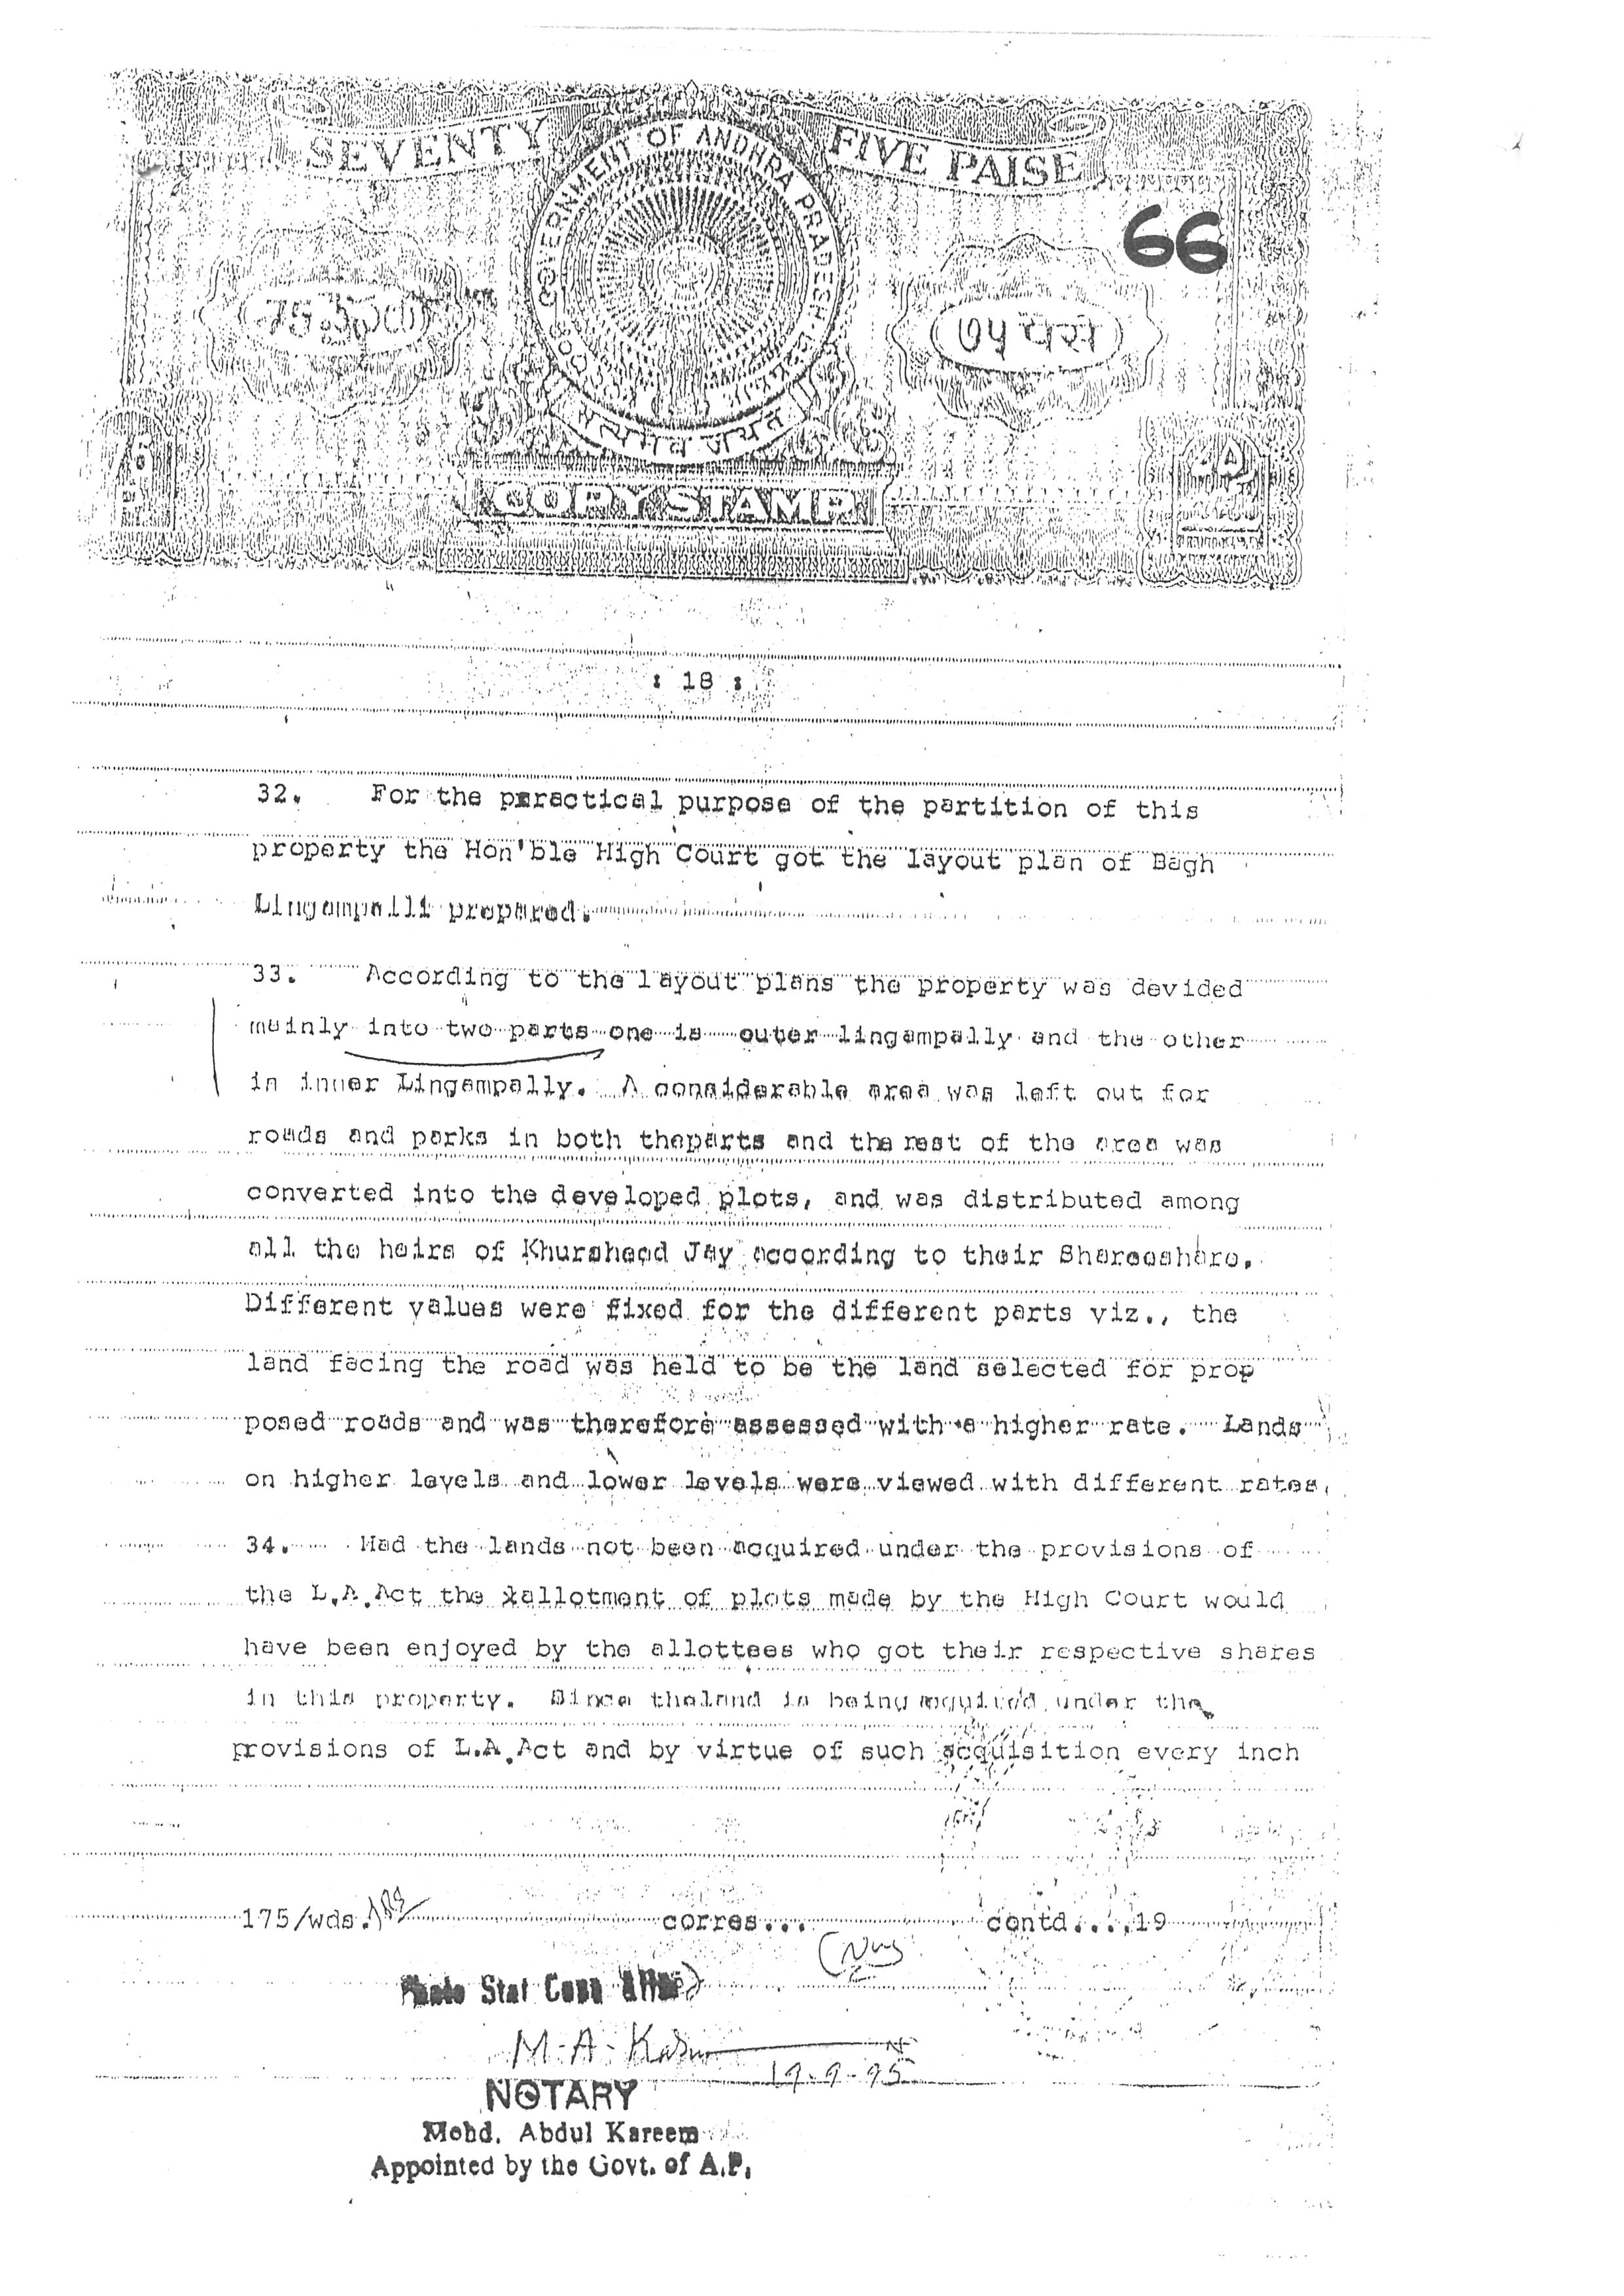 SEVENTY FIVE PAISE
GOVERNMENT OF ANDHRA PRADESH
66
७५ पैसे
सत्यमेव जयते
75
COPY STAMP
: 18 :
32. For the prractical purpose of the partition of this
property the Hon'ble High Court got the layout plan of Bagh
Lingampalli prepared.
33. According to the layout plans the property was devided
mainly into two parts one is outer lingampally and the other
in inner Lingampally. A considerable area was left out for
roads and parks in both theparts and the rest of the area was
converted into the developed plots, and was distributed among
all the heirs of Khursheed Jay according to their Shareeshare.
Different values were fixed for the different parts viz., the
land facing the road was held to be the land selected for prop
posed roads and was therefore assessed with a higher rate. Lands
on higher levels and lower levels were viewed with different rates.
34. Had the lands not been acquired under the provisions of
the L.A.Act the xallotment of plots made by the High Court would
have been enjoyed by the allottees who got their respective shares
in this property. Since theland is being aquired under the
provisions of L.A.Act and by virtue of such acquisition every inch
175/wds. corres... contd....19
Photo Stat Copy
M. A. Kareem
19-9-95
NOTARY
Mohd. Abdul Kareem
Appointed by the Govt. of A.P.